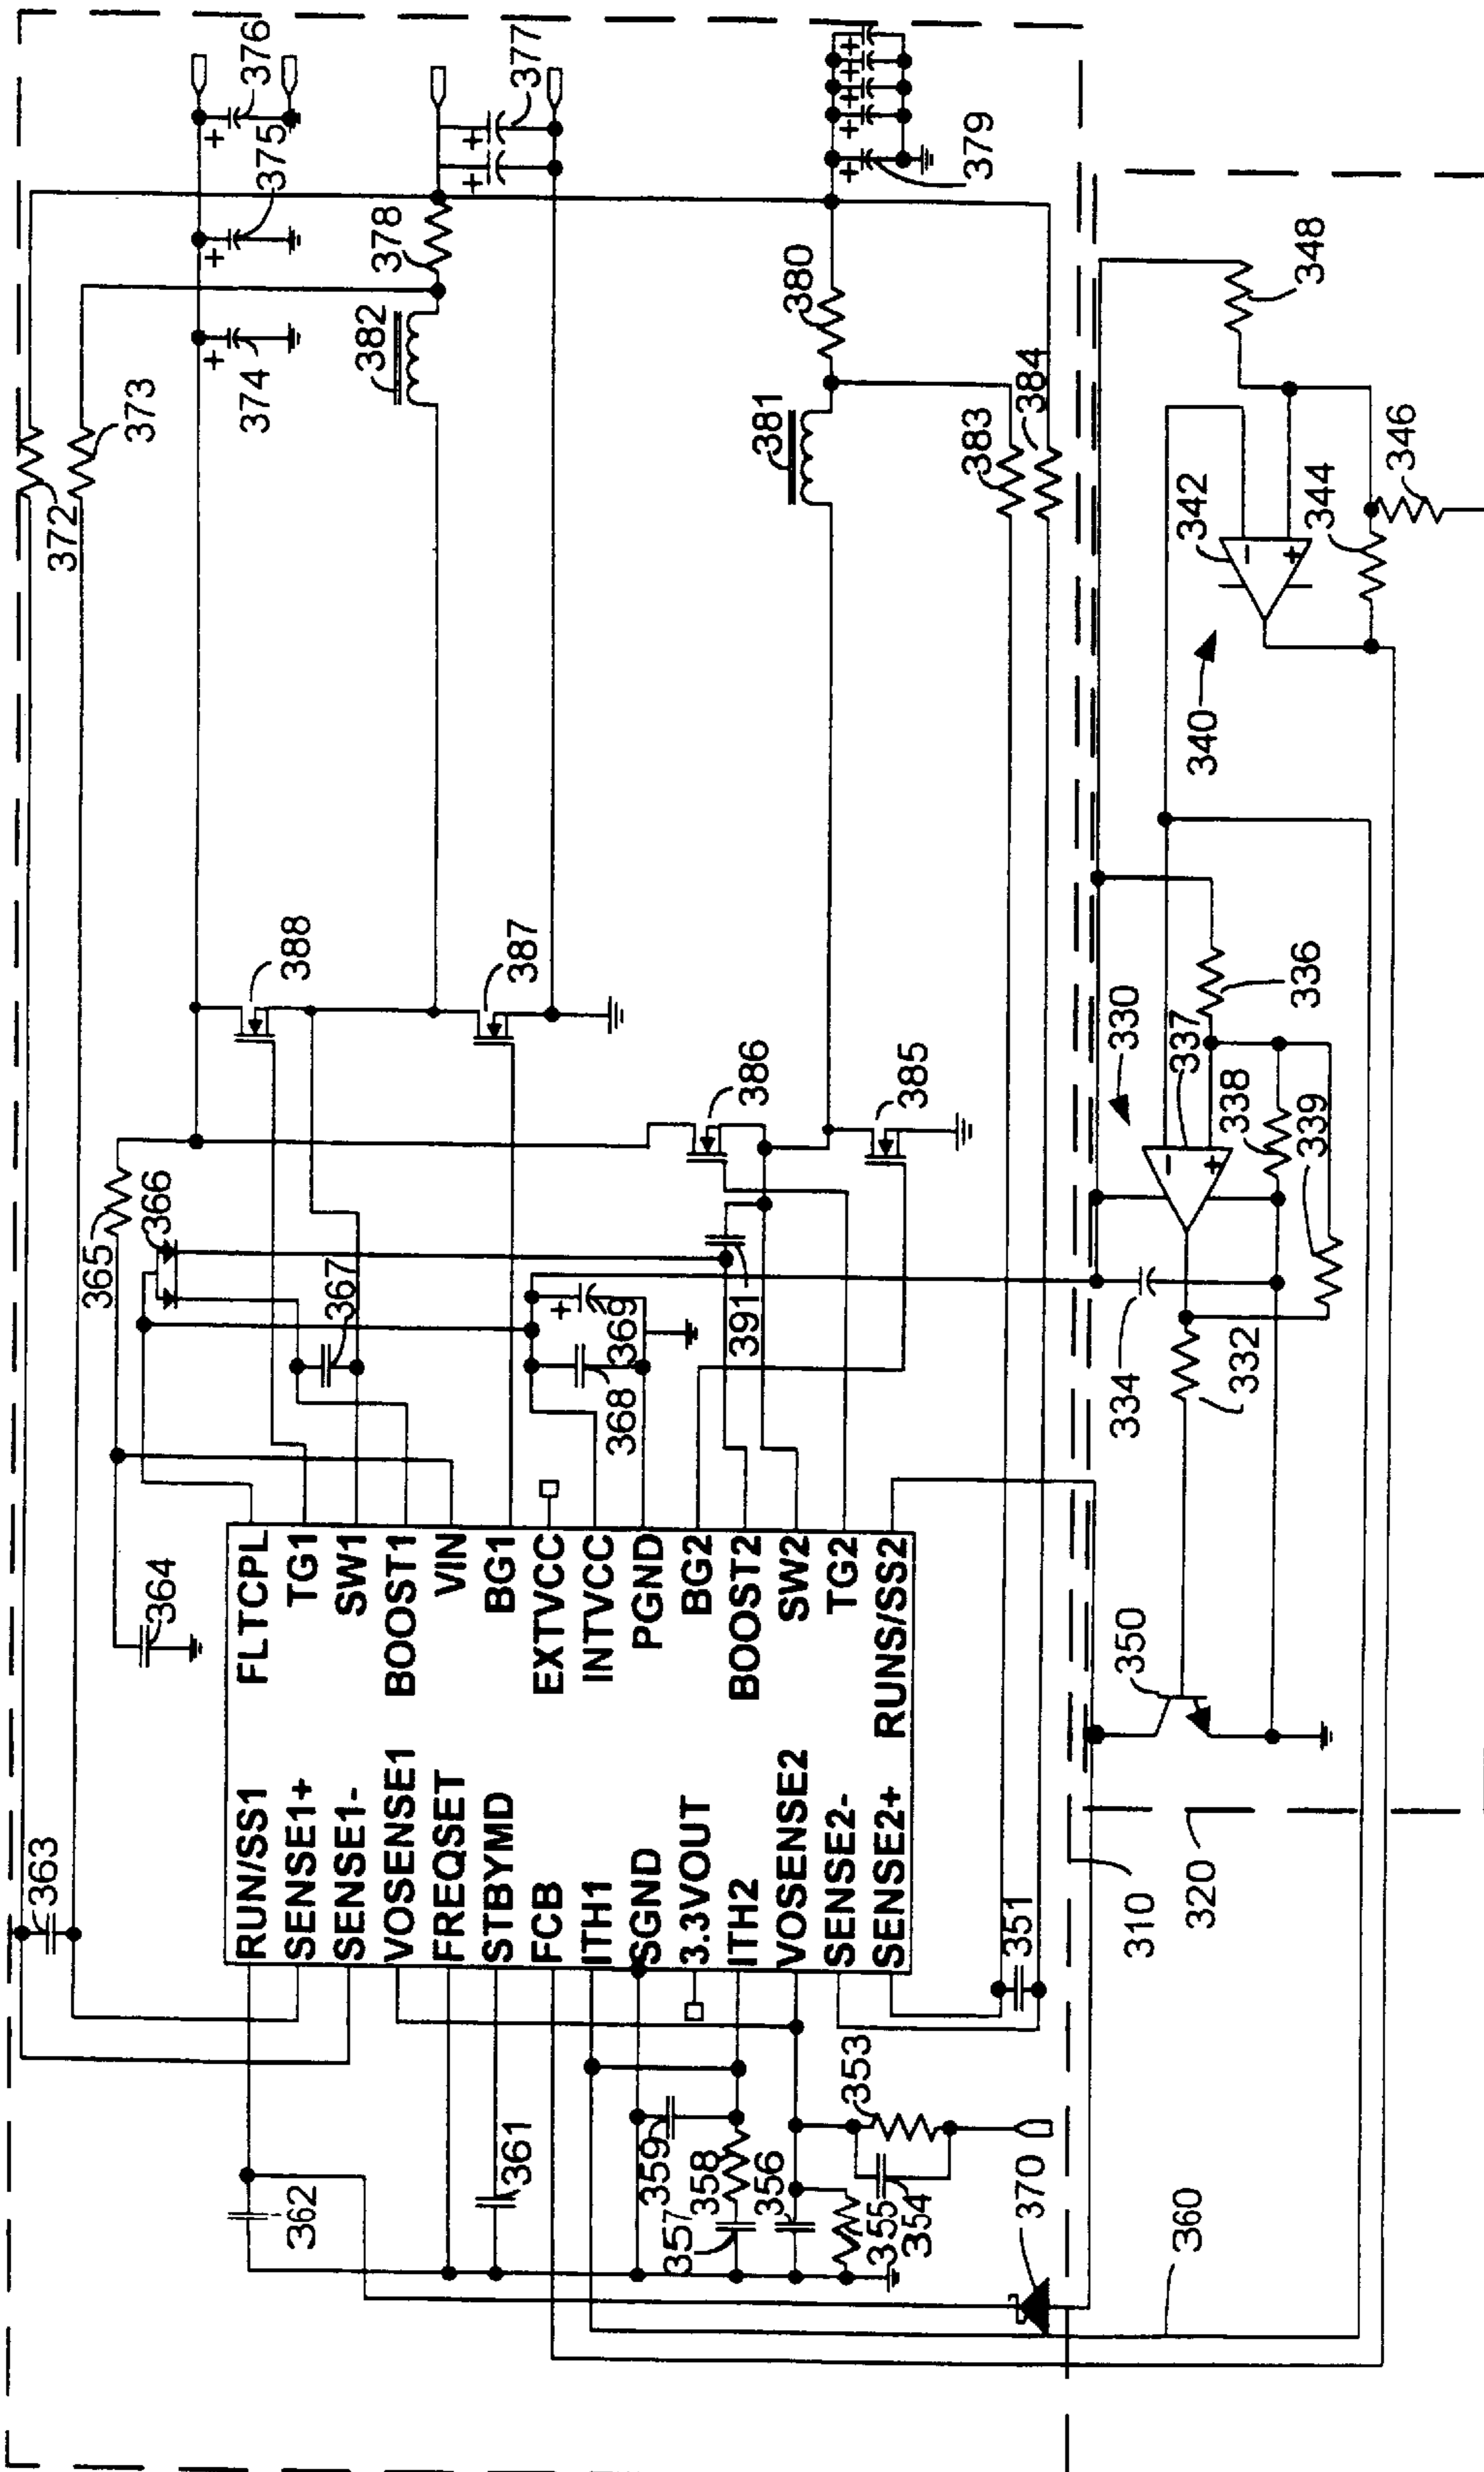 376
377
375
379
378
348
380
382
374
384
373
381
383
346
342
344
372
340
388
387
336
330
337
386
385
338
339
366
365
367
369
391
368
334
332
364
FLTCPL
TG1
SW1
BOOST1
VIN
BG1
EXTVCC
INTVCC
PGND
BG2
BOOST2
SW2
TG2
RUNS/SS2
350
RUN/SS1
SENSE1+
SENSE1-
VOSENSE1
FREQSET
STBYMD
FCB
ITH1
SGND
3.3VOUT
ITH2
VOSENSE2
SENSE2-
SENSE2+
363
351
310
320
353
361
359
358
356
362
357
355
354
370
360